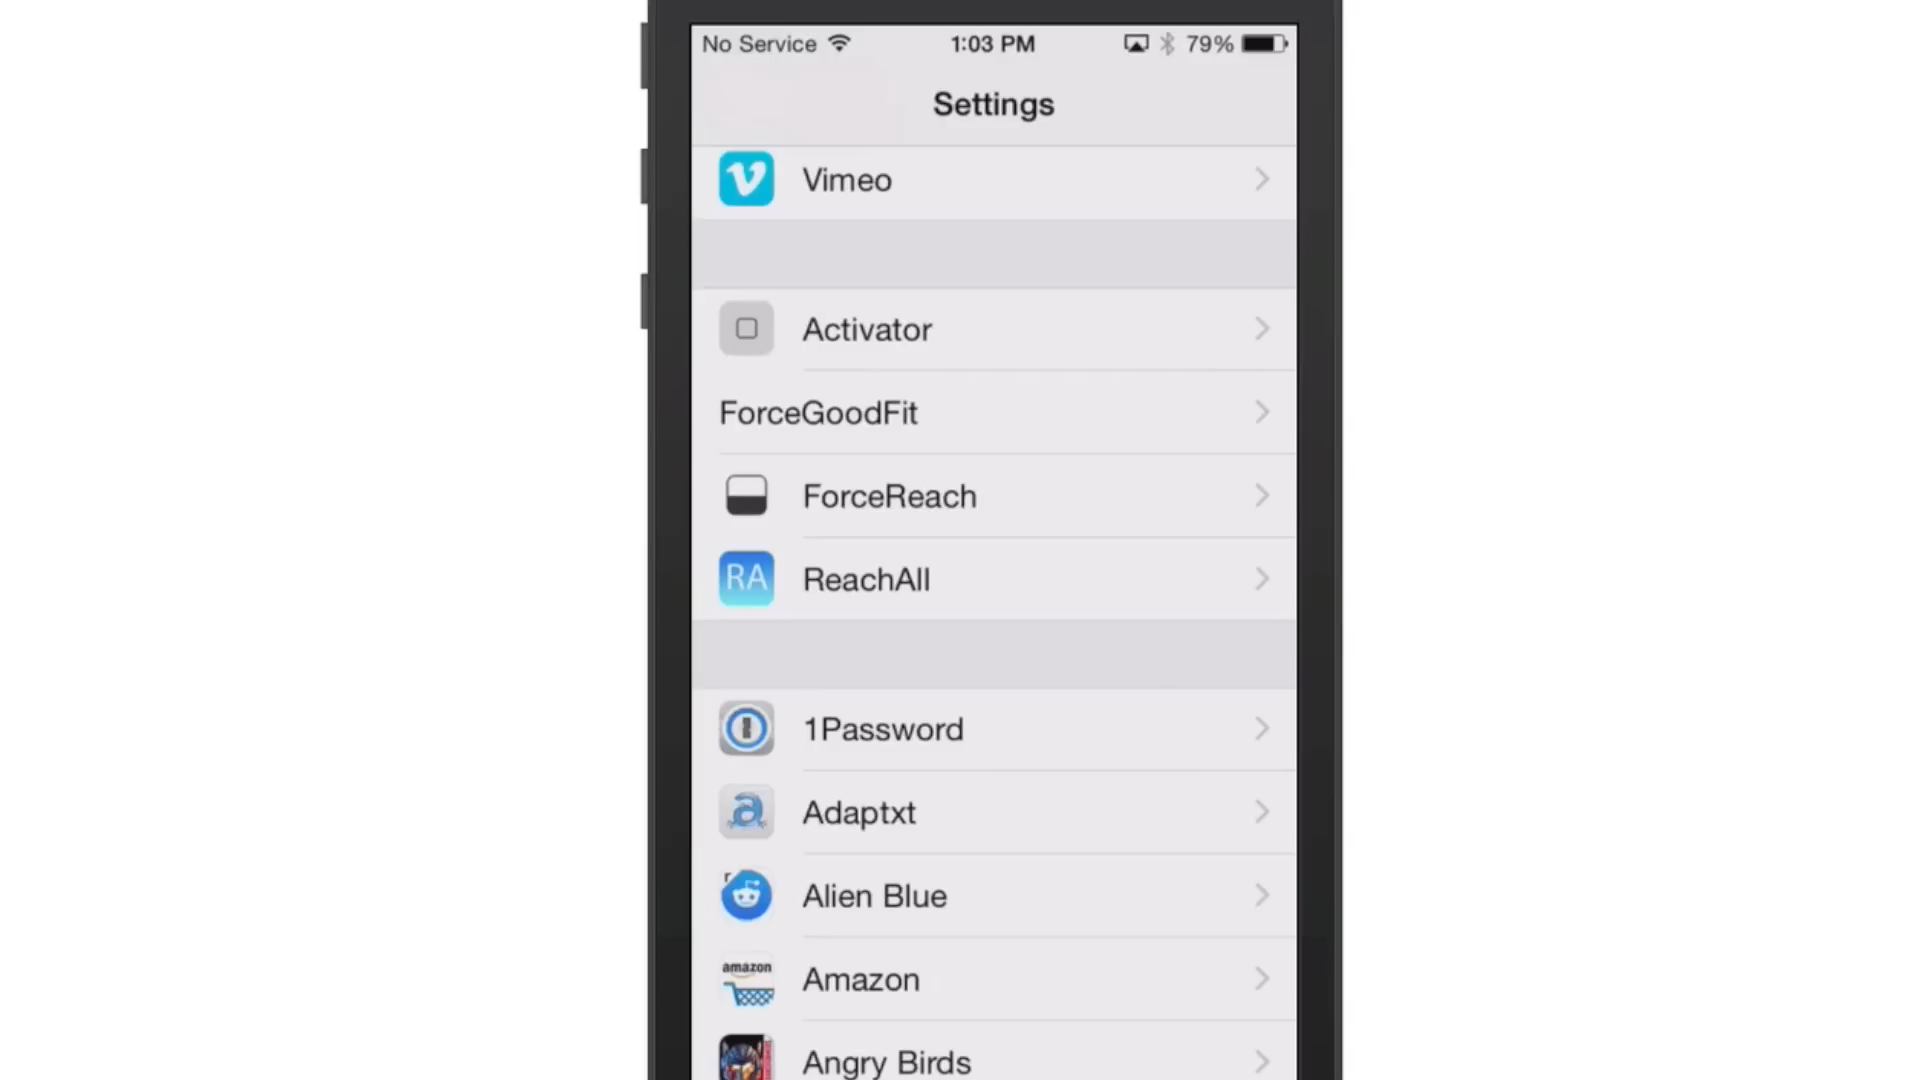 No Service 1:03 PM 79%
Settings
Vimeo
Activator
ForceGoodFit
ForceReach
RA ReachAll
1Password
a Adaptxt
Alien Blue
amazon Amazon
Angry Birds